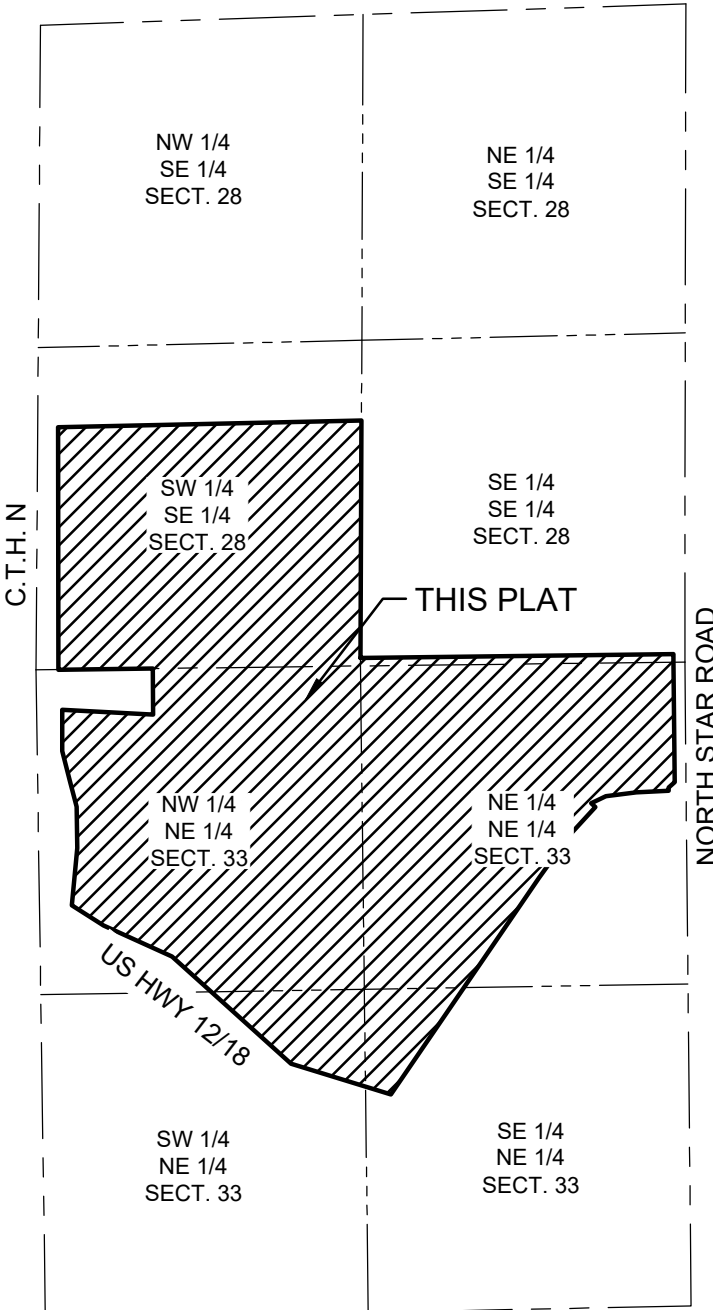 NW 1/4
SE 1/4
SECT. 28
NE 1/4
SE 1/4
SECT. 28
C.T.H. N
SW 1/4
SE 1/4
SECT. 28
SE 1/4
SE 1/4
SECT. 28
THIS PLAT
NORTH STAR ROAD
NW 1/4
NE 1/4
SECT. 33
NE 1/4
NE 1/4
SECT. 33
US HWY 12/18
SW 1/4
NE 1/4
SECT. 33
SE 1/4
NE 1/4
SECT. 33